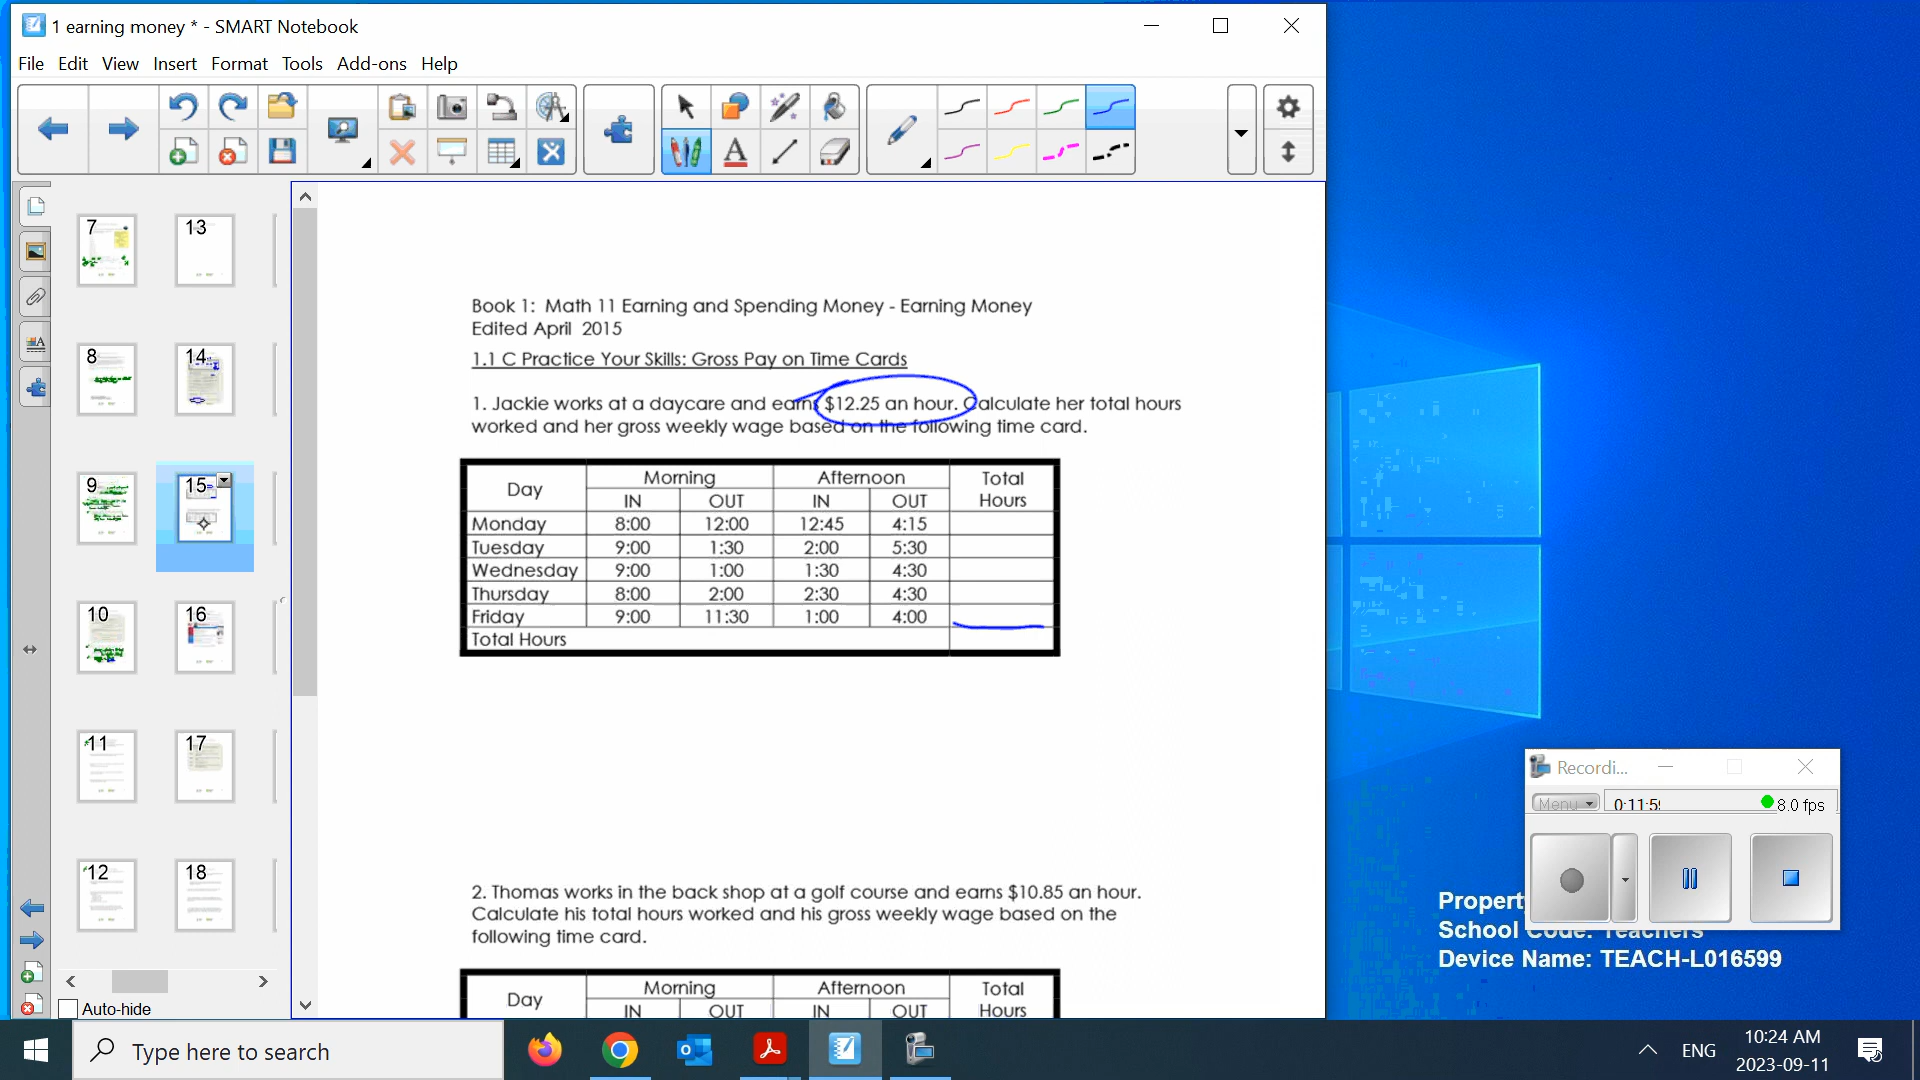 1 earning money * - SMART Notebook
File Edit View Insert Format Tools Add-ons Help
7 13
8 14
9 15
10 16
11 17
12 18
Auto-hide
Book 1: Math 11 Earning and Spending Money - Earning Money
Edited April 2015
1.1 C Practice Your Skills: Gross Pay on Time Cards
1. Jackie works at a daycare and earns $12.25 an hour. Calculate her total hours
worked and her gross weekly wage based on the following time card.
Day Morning Afternoon Total Hours
IN OUT IN OUT
Monday 8:00 12:00 12:45 4:15
Tuesday 9:00 1:30 2:00 5:30
Wednesday 9:00 1:00 1:30 4:30
Thursday 8:00 2:00 2:30 4:30
Friday 9:00 11:30 1:00 4:00
Total Hours
2. Thomas works in the back shop at a golf course and earns $10.85 an hour.
Calculate his total hours worked and his gross weekly wage based on the
following time card.
Day Morning Afternoon Total Hours
IN OUT IN OUT
Recordi...
Menu 0:11:5 8.0 fps
Propert
School Code: Teachers
Device Name: TEACH-L016599
Type here to search
ENG 10:24 AM
2023-09-11